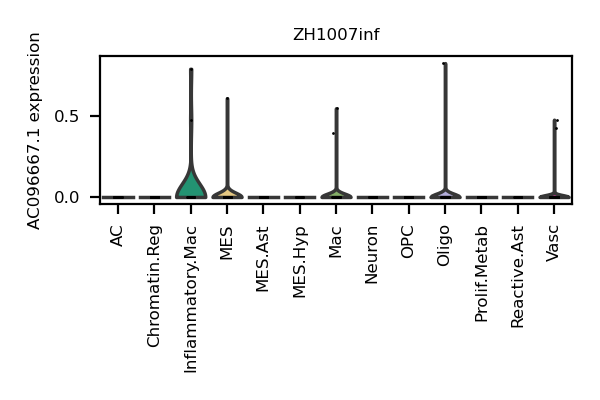 ZH1007inf
AC096667.1 expression
0.5
0.0
AC
Chromatin.Reg
Inflammatory.Mac
MES
MES.Ast
MES.Hyp
Mac
Neuron
OPC
Oligo
Prolif.Metab
Reactive.Ast
Vasc